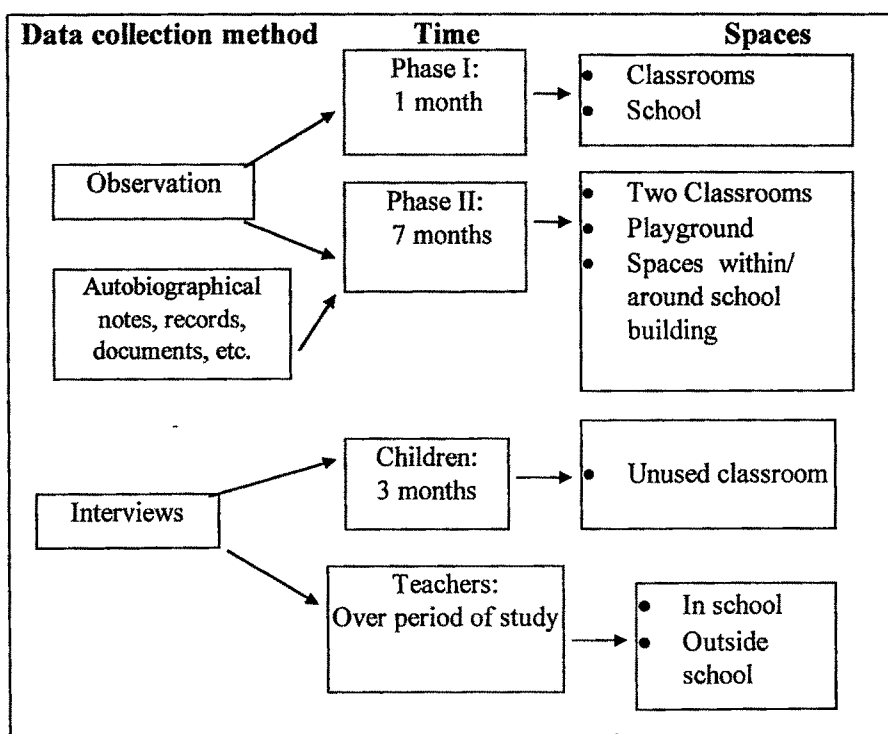 Data collection method Time Spaces
Phase I:
1 month
• Classrooms
• School
Observation
Phase II:
7 months
• Two Classrooms
• Playground
• Spaces within/
around school
building
Autobiographical
notes, records,
documents, etc.
Interviews
Children:
3 months
• Unused classroom
Teachers:
Over period of study
• In school
• Outside
school